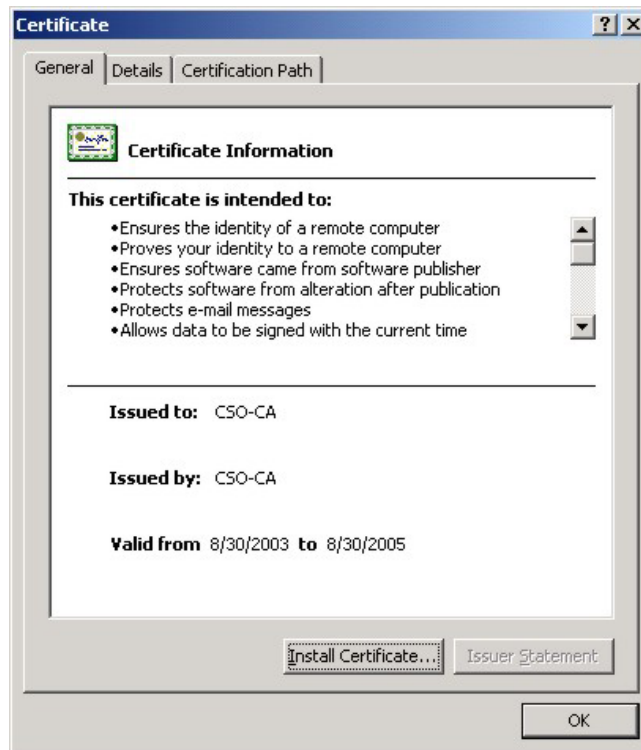 Certificate
General Details Certification Path
Certificate Information
This certificate is intended to:
•Ensures the identity of a remote computer
•Proves your identity to a remote computer
•Ensures software came from software publisher
•Protects software from alteration after publication
•Protects e-mail messages
•Allows data to be signed with the current time
Issued to: CSO-CA
Issued by: CSO-CA
Valid from 8/30/2003 to 8/30/2005
Install Certificate... Issuer Statement
OK